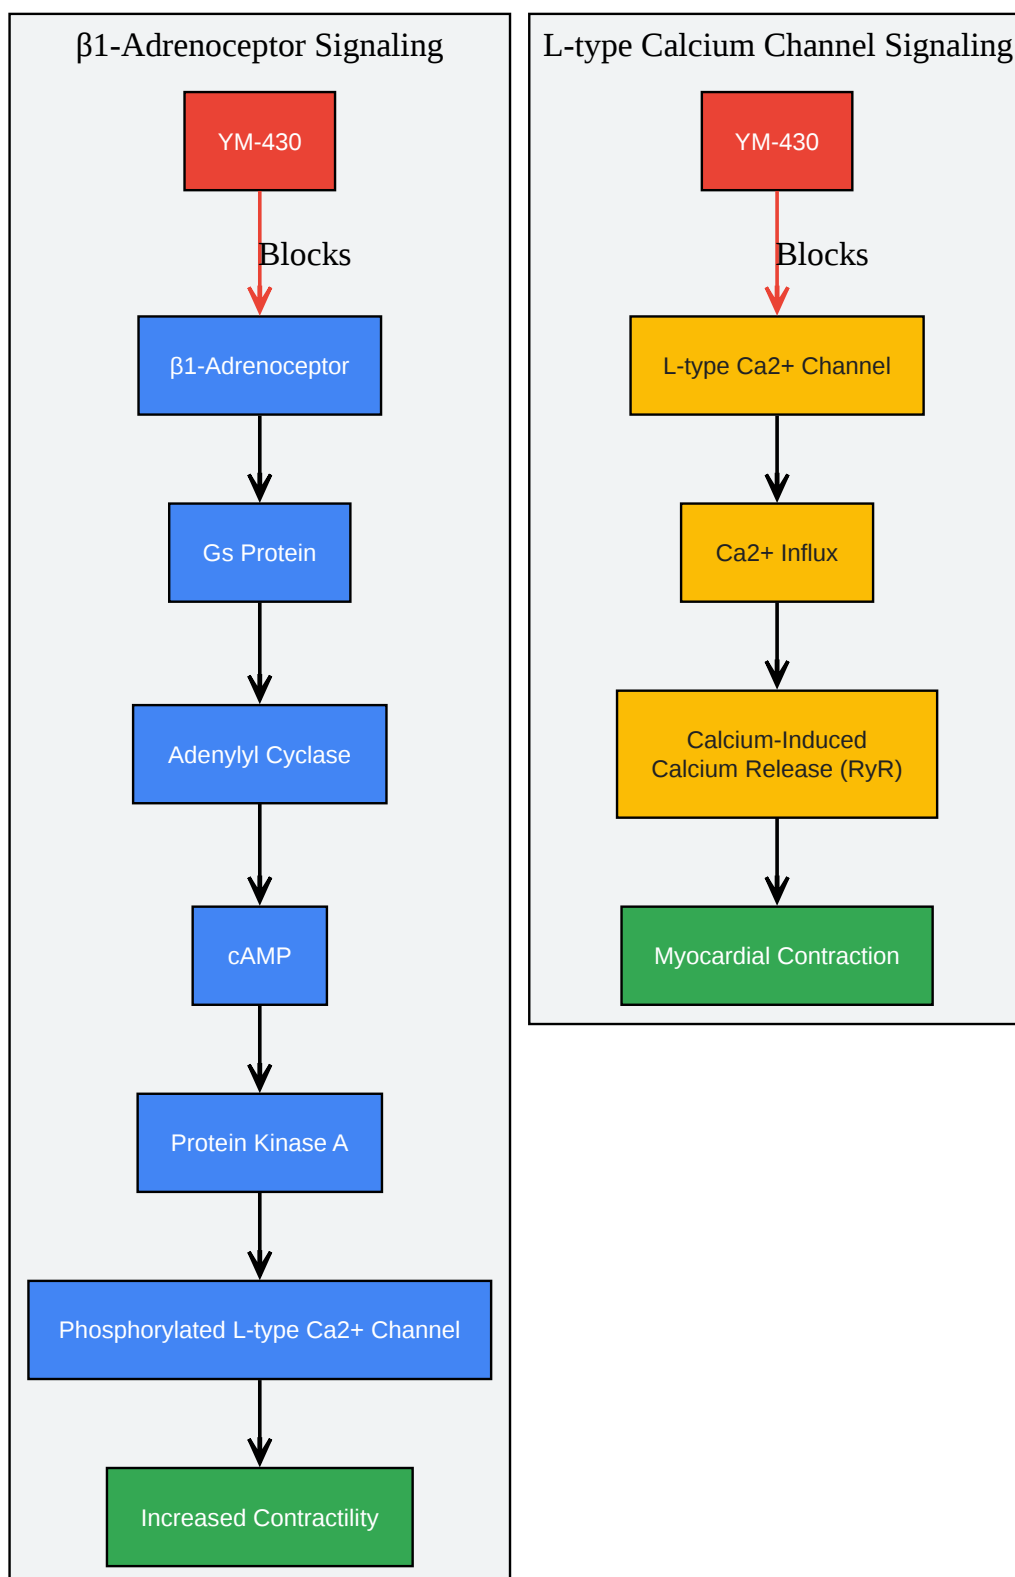 β1-Adrenoceptor Signaling
YM-430
Blocks
β1-Adrenoceptor
Gs Protein
Adenylyl Cyclase
cAMP
Protein Kinase A
Phosphorylated L-type Ca2+ Channel
Increased Contractility
L-type Calcium Channel Signaling
YM-430
Blocks
L-type Ca2+ Channel
Ca2+ Influx
Calcium-Induced
Calcium Release (RyR)
Myocardial Contraction